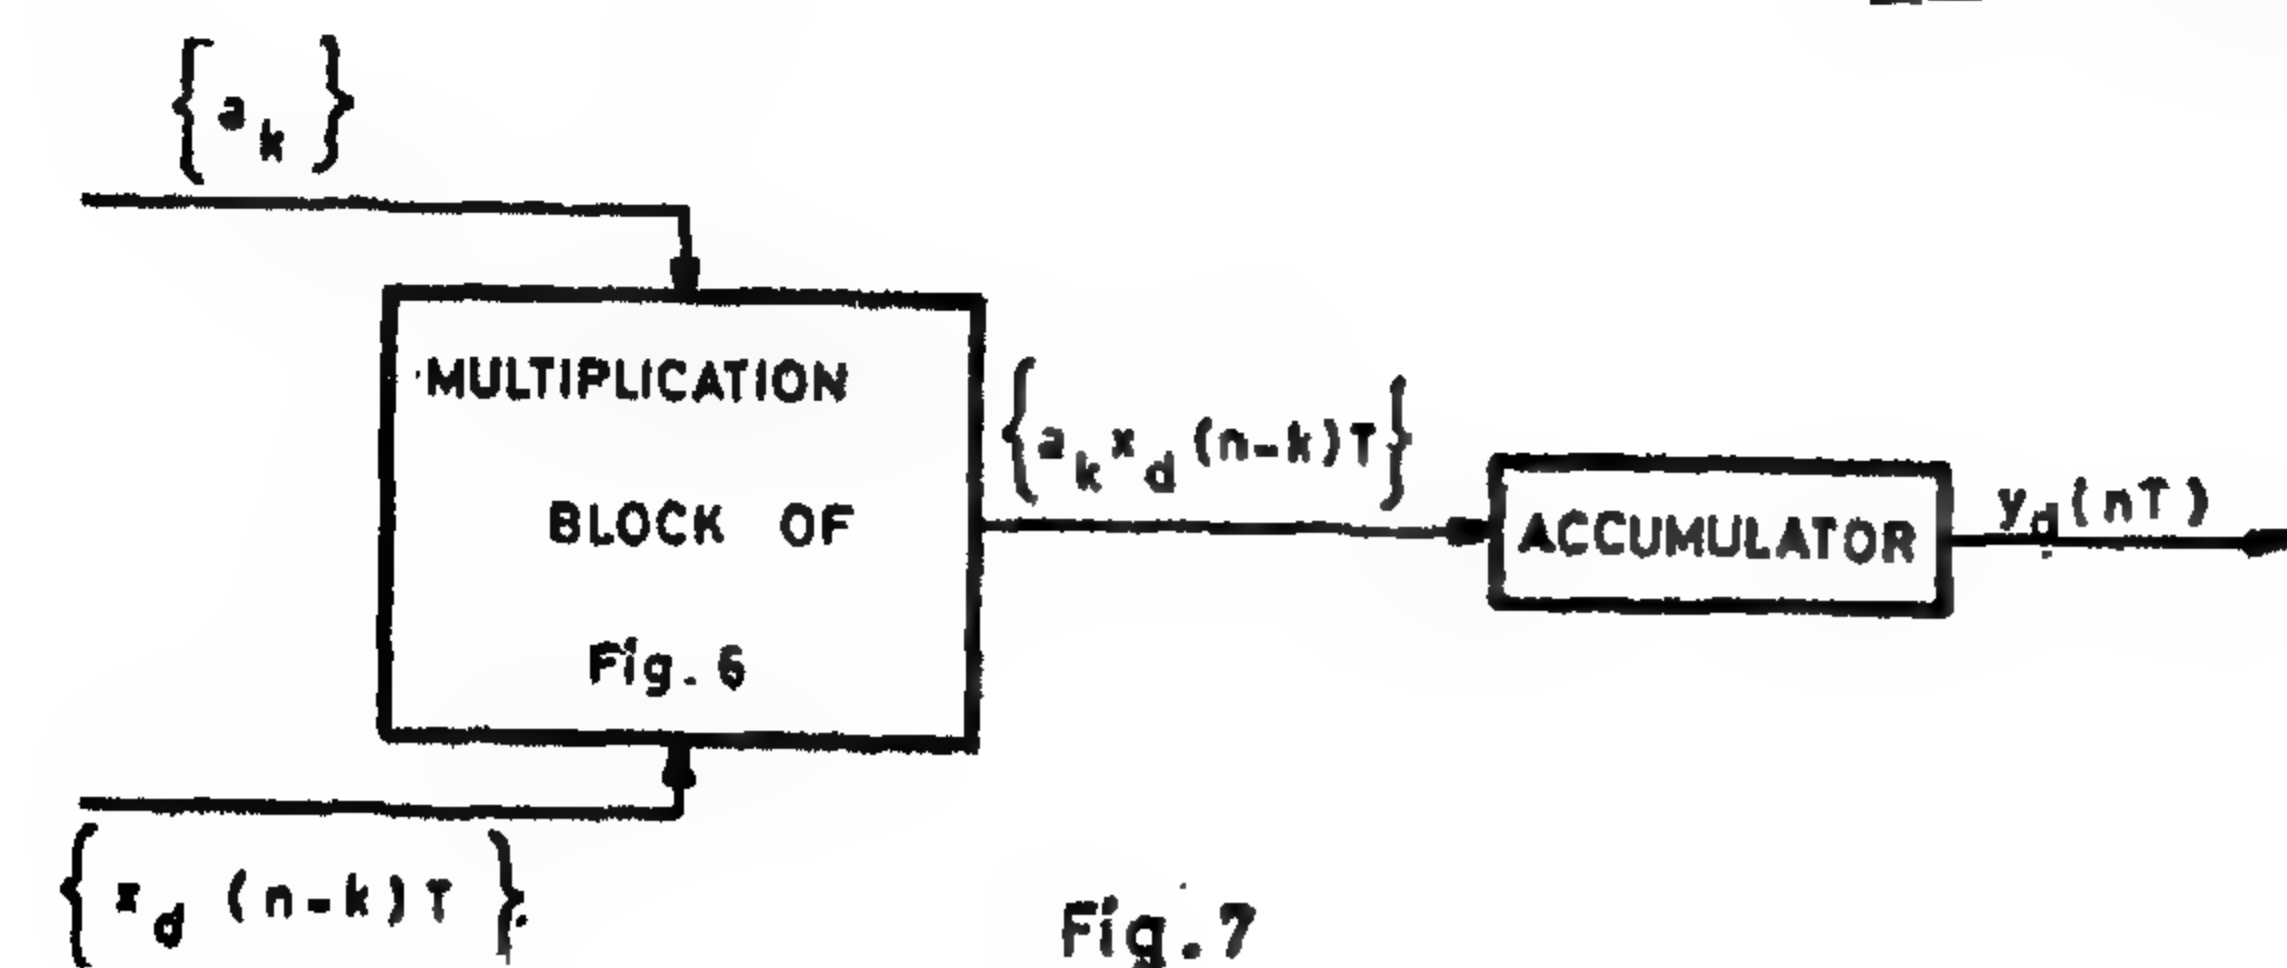 {a_k}
MULTIPLICATION
BLOCK OF
Fig. 6
{a_k x_d (n-k)T}
ACCUMULATOR
y_d(nT)
{x_d (n-k)T}
Fig. 7